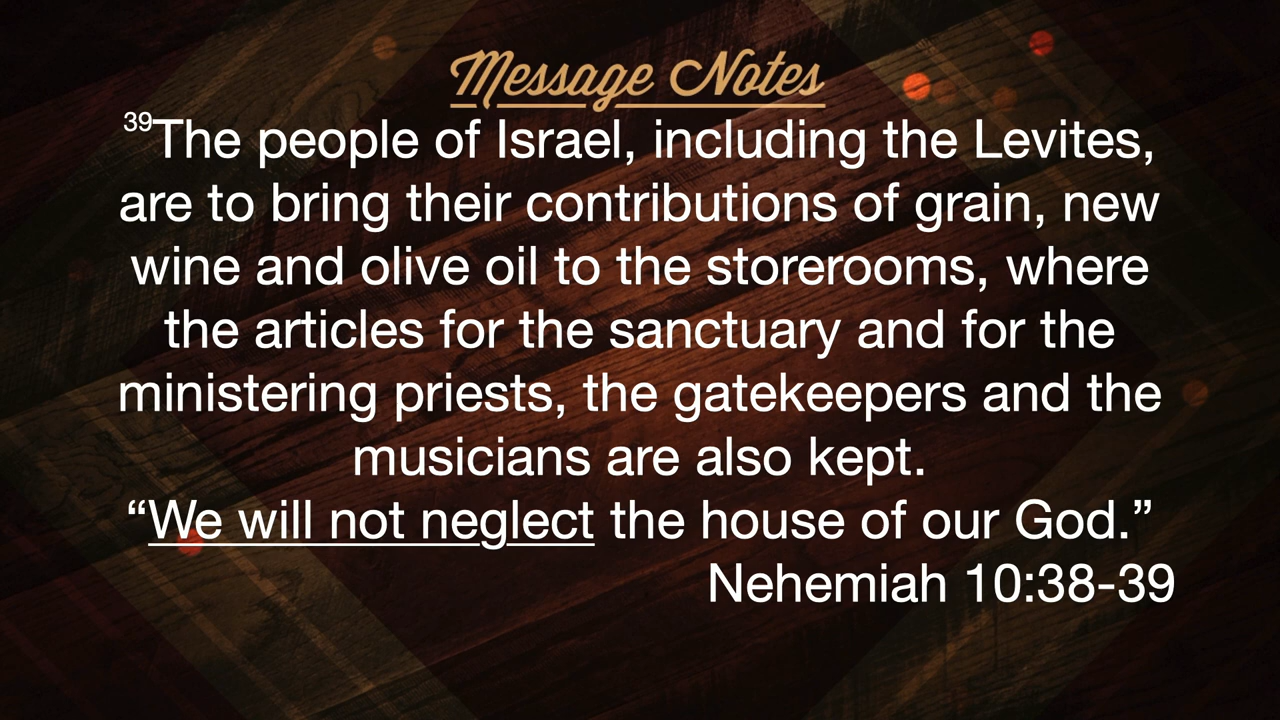 Message Notes
39The people of Israel, including the Levites,
are to bring their contributions of grain, new
wine and olive oil to the storerooms, where
the articles for the sanctuary and for the
ministering priests, the gatekeepers and the
musicians are also kept.
“We will not neglect the house of our God.”
Nehemiah 10:38-39